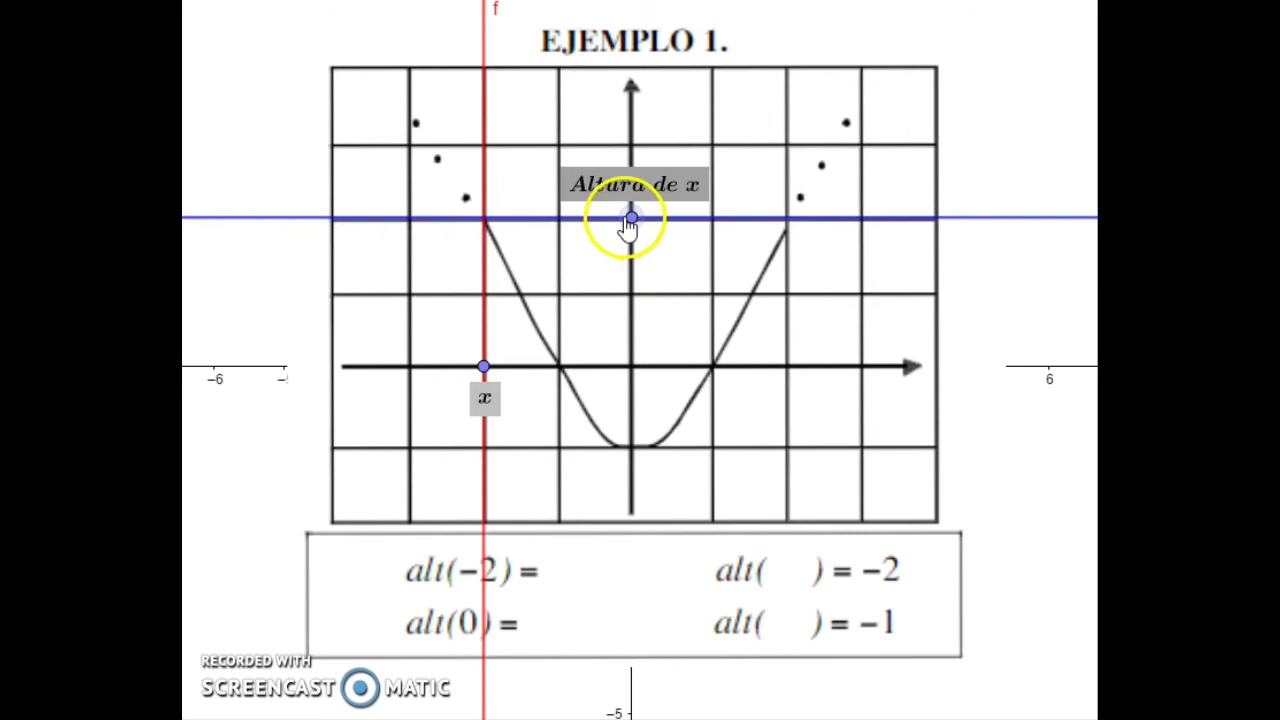 f
EJEMPLO 1.
Altura de x
-6
6
x
alt(−2) =
alt( ) = −2
alt(0) =
alt( ) = −1
RECORDED WITH
SCREENCAST MATIC
-5